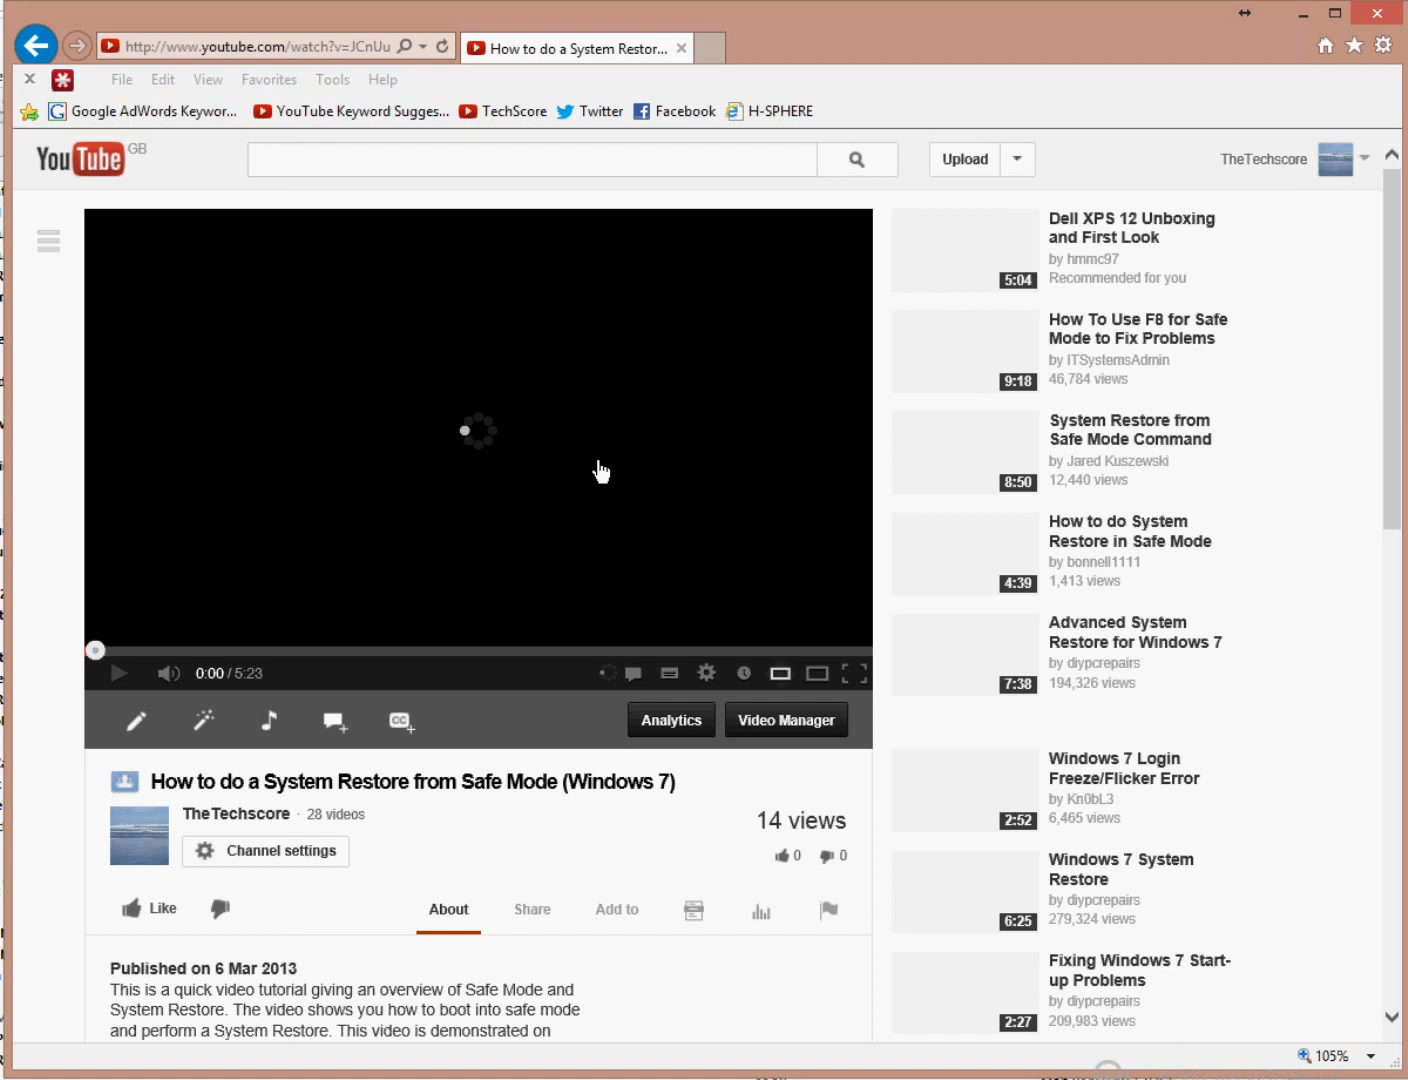 http://www.youtube.com/watch?v=JCnUu
How to do a System Restor...
File Edit View Favorites Tools Help
Google AdWords Keywor... YouTube Keyword Sugges... TechScore Twitter Facebook H-SPHERE
YouTube GB
Upload
TheTechscore
0:00 / 5:23
CC
Analytics Video Manager
How to do a System Restore from Safe Mode (Windows 7)
TheTechscore · 28 videos
Channel settings
14 views
0 0
Like
About Share Add to
Published on 6 Mar 2013
This is a quick video tutorial giving an overview of Safe Mode and
System Restore. The video shows you how to boot into safe mode
and perform a System Restore. This video is demonstrated on
Dell XPS 12 Unboxing
and First Look
by hmmc97
Recommended for you
5:04
How To Use F8 for Safe
Mode to Fix Problems
by ITSystemsAdmin
46,784 views
9:18
System Restore from
Safe Mode Command
by Jared Kuszewski
12,440 views
8:50
How to do System
Restore in Safe Mode
by bonnell1111
1,413 views
4:39
Advanced System
Restore for Windows 7
by diypcrepairs
194,326 views
7:38
Windows 7 Login
Freeze/Flicker Error
by Kn0bL3
6,465 views
2:52
Windows 7 System
Restore
by diypcrepairs
279,324 views
6:25
Fixing Windows 7 Start-
up Problems
by diypcrepairs
209,983 views
2:27
105%